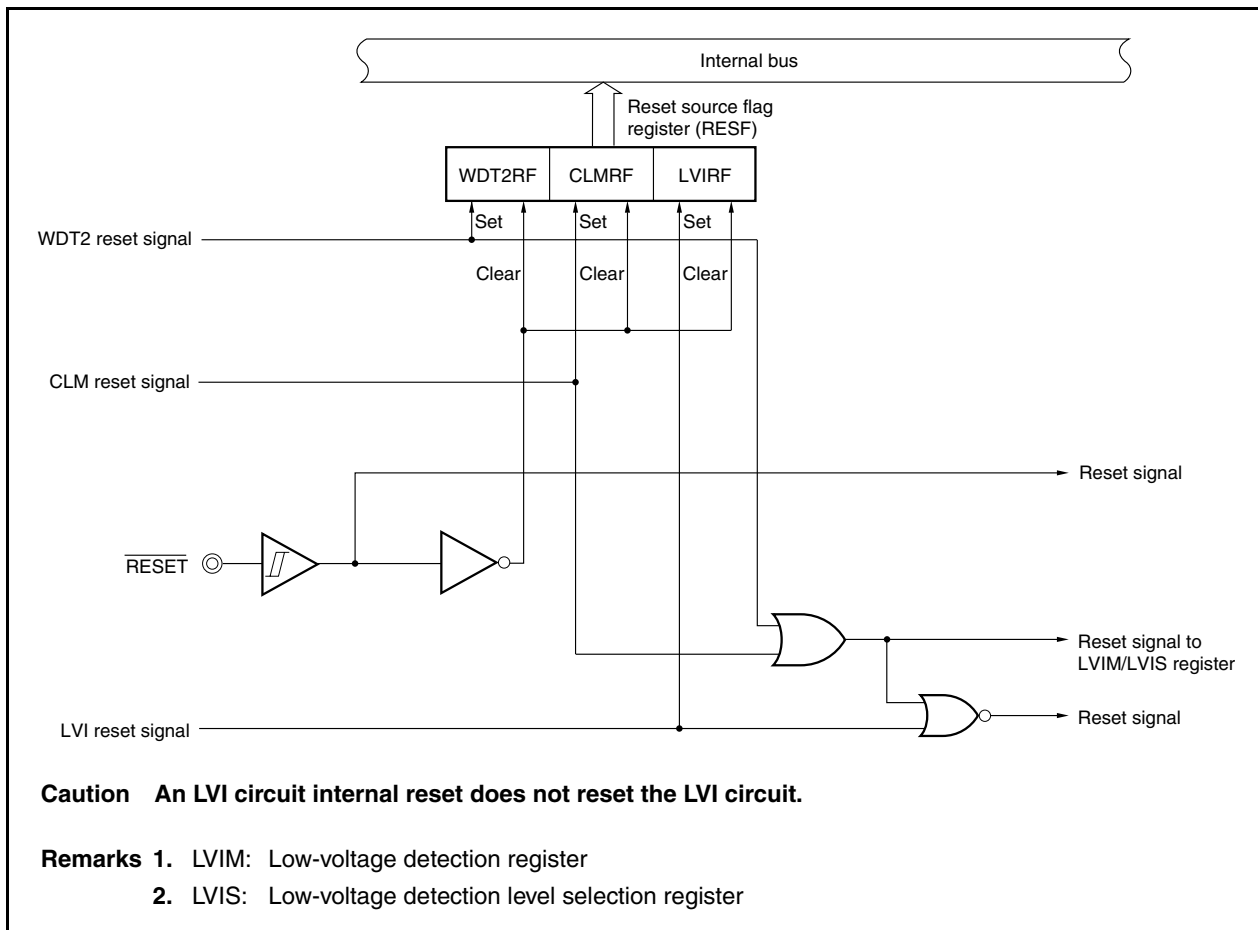 Internal bus
Reset source flag
register (RESF)
WDT2RF CLMRF LVIRF
Set Set Set
WDT2 reset signal
Clear Clear Clear
CLM reset signal
Reset signal
RESET
Reset signal to
LVIM/LVIS register
LVI reset signal
Reset signal
Caution An LVI circuit internal reset does not reset the LVI circuit.
Remarks 1. LVIM: Low-voltage detection register
2. LVIS: Low-voltage detection level selection register